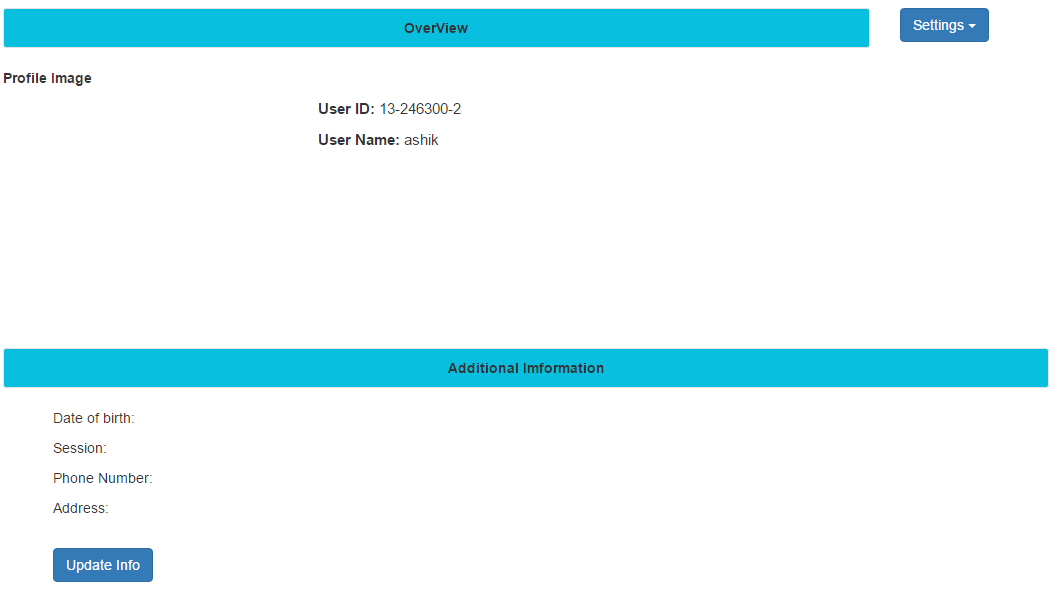 OverView
Settings
Profile Image
User ID: 13-246300-2
User Name: ashik
Additional Imformation
Date of birth:
Session:
Phone Number:
Address:
Update Info